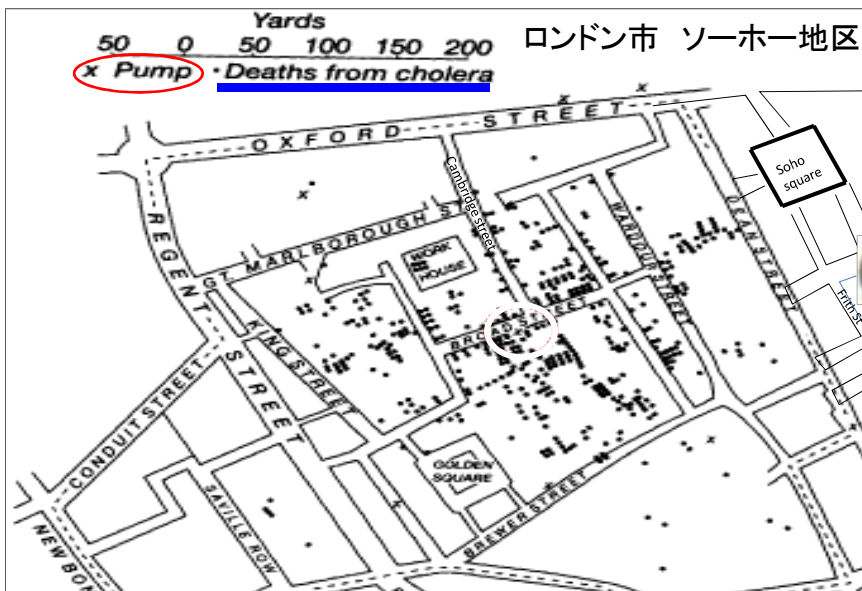 Yards
50 0 50 100 150 200
x Pump • Deaths from cholera
ロンドン市 ソーホー地区
OXFORD STREET
Soho
square
Cambridge street
REGENT STREET
GT MARLBOROUGH ST
WORK
HOUSE
WARDOUR STREET
DEAN STREET
Frith St
BROAD STREET
KING STREET
CONDUIT STREET
GOLDEN
SQUARE
SAVILLE ROW
BREWER STREET
NEW BON